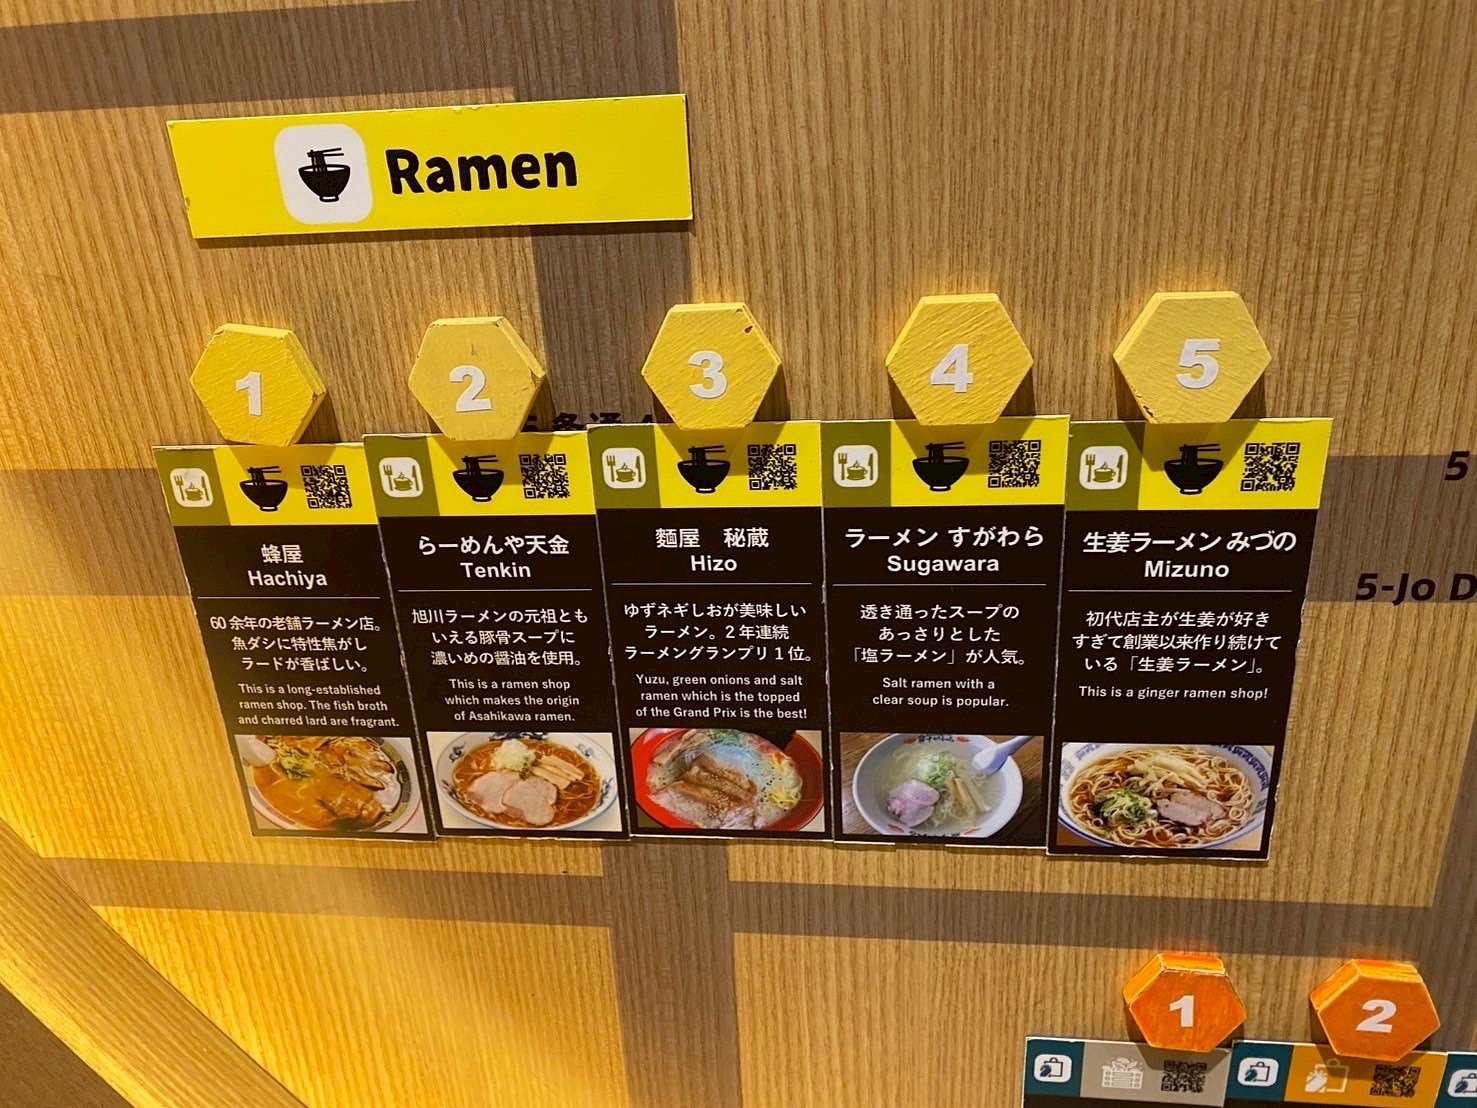 Ramen
1
2
3
4
5
蜂屋
Hachiya
60余年の老舗ラーメン店。
魚ダシに特性焦がし
ラードが香ばしい。
This is a long-established
ramen shop. The fish broth
and charred lard are fragrant.
らーめんや天金
Tenkin
旭川ラーメンの元祖とも
いえる豚骨スープに
濃いめの醤油を使用。
This is a ramen shop
which makes the origin
of Asahikawa ramen.
麺屋 秘蔵
Hizo
ゆずネギしおが美味しい
ラーメン。2年連続
ラーメングランプリ1位。
Yuzu, green onions and salt
ramen which is the topped
of the Grand Prix is the best!
ラーメン すがわら
Sugawara
透き通ったスープの
あっさりとした
「塩ラーメン」が人気。
Salt ramen with a
clear soup is popular.
生姜ラーメン みづの
Mizuno
初代店主が生姜が好き
すぎて創業以来作り続けて
いる「生姜ラーメン」。
This is a ginger ramen shop!
5
5-Jo D
1
2